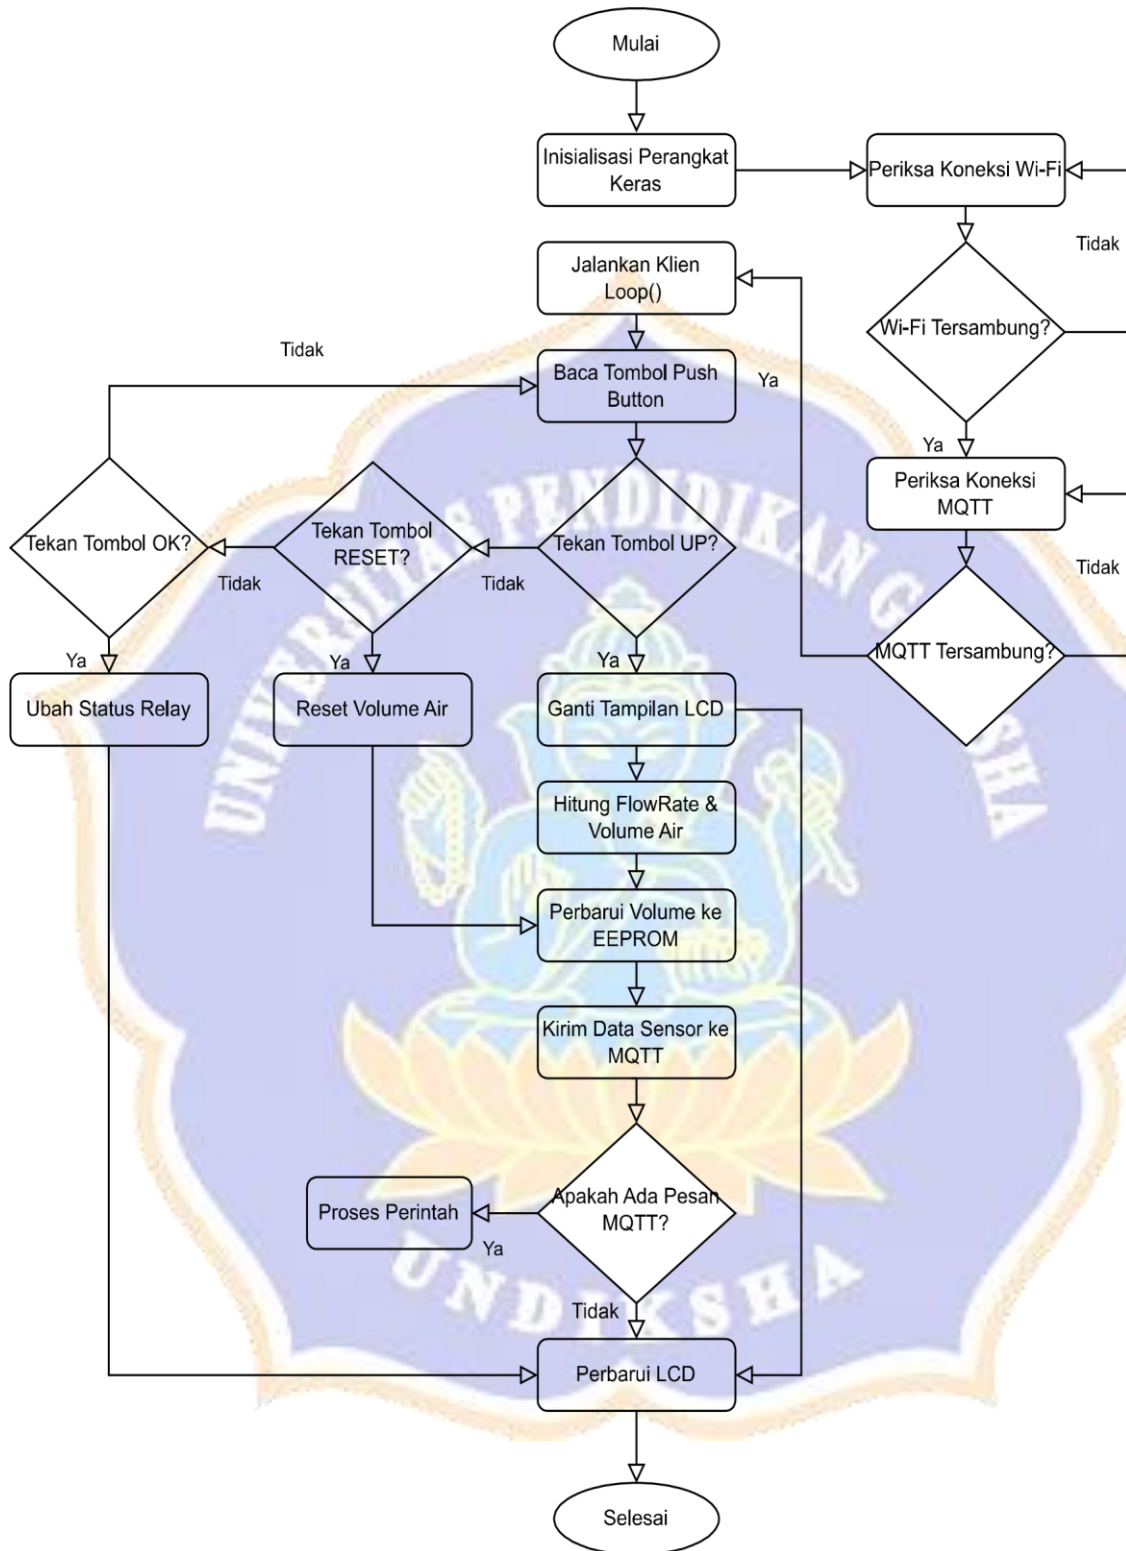 Mulai
Inisialisasi Perangkat
Keras
Periksa Koneksi Wi-Fi
Tidak
Jalankan Klien
Loop()
Wi-Fi Tersambung?
Tidak
Baca Tombol Push
Button
Ya
Ya
Periksa Koneksi
MQTT
Tekan Tombol OK?
Tekan Tombol
RESET?
Tekan Tombol UP?
Tidak
Tidak
Tidak
MQTT Tersambung?
Ya
Ya
Ya
Ubah Status Relay
Reset Volume Air
Ganti Tampilan LCD
Hitung FlowRate &
Volume Air
Perbarui Volume ke
EEPROM
Kirim Data Sensor ke
MQTT
Apakah Ada Pesan
MQTT?
Proses Perintah
Ya
Tidak
Perbarui LCD
Selesai
UNIVERSITAS PENDIDIKAN G SHA
UNDIKSHA